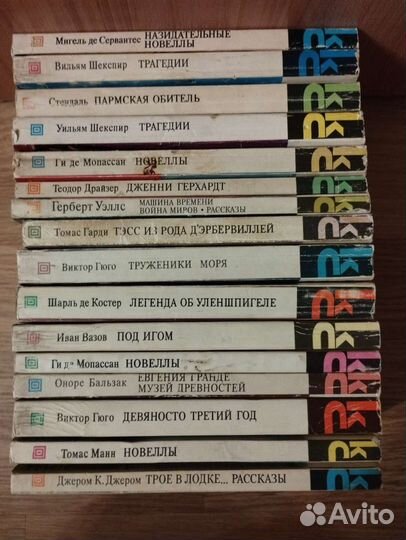 Мигель де Сервантес НАЗИДАТЕЛЬНЫЕ
НОВЕЛЛЫ
Вильям Шекспир ТРАГЕДИИ
Стендаль ПАРМСКАЯ ОБИТЕЛЬ
Уильям Шекспир ТРАГЕДИИ
Ги де Мопассан НОВЕЛЛЫ
Теодор Драйзер ДЖЕННИ ГЕРХАРДТ
Герберт Уэллс МАШИНА ВРЕМЕНИ
ВОЙНА МИРОВ • РАССКАЗЫ
Томас Гарди ТЭСС ИЗ РОДА Д'ЭРБЕРВИЛЛЕЙ
Виктор Гюго ТРУЖЕНИКИ МОРЯ
Шарль де Костер ЛЕГЕНДА ОБ УЛЕНШПИГЕЛЕ
Иван Вазов ПОД ИГОМ
Ги де Мопассан НОВЕЛЛЫ
Оноре Бальзак ЕВГЕНИЯ ГРАНДЕ
МУЗЕЙ ДРЕВНОСТЕЙ
Виктор Гюго ДЕВЯНОСТО ТРЕТИЙ ГОД
Томас Манн НОВЕЛЛЫ
Джером К. Джером ТРОЕ В ЛОДКЕ... РАССКАЗЫ
Avito